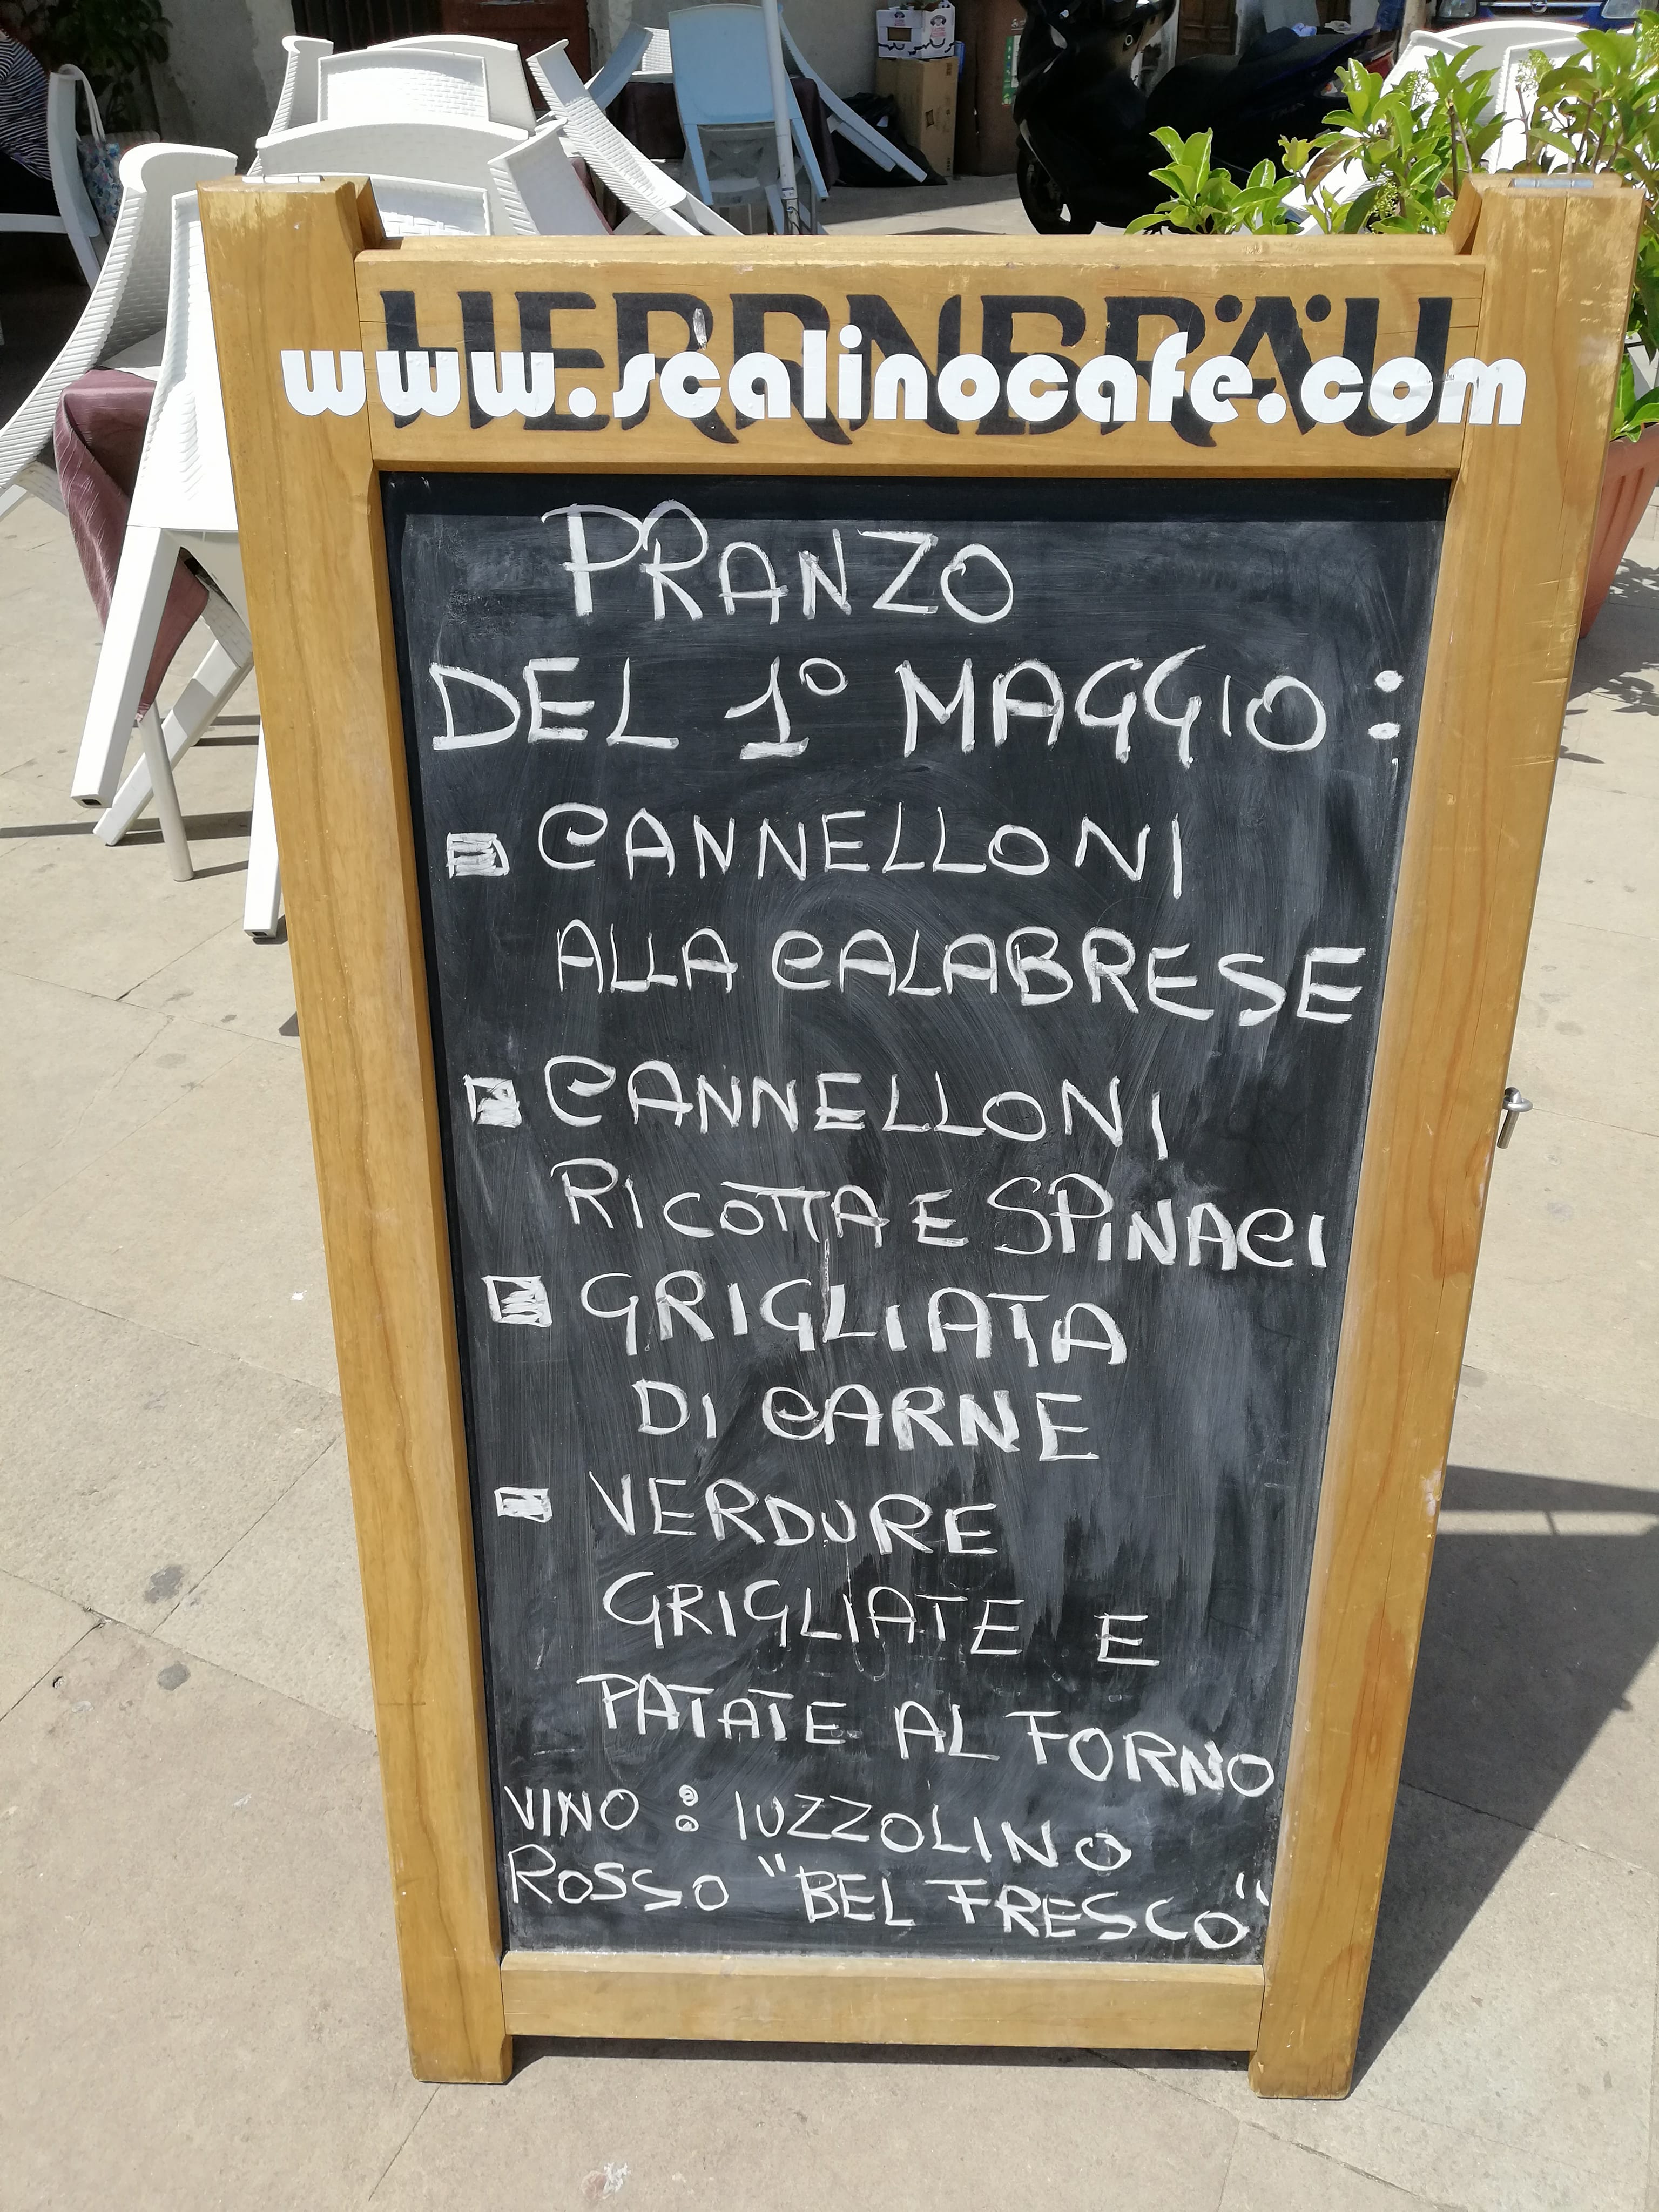 HERRNBRÄU
www.scalinocafe.com
PRANZO
DEL 1° MAGGIO:
CANNELLONI
ALLA CALABRESE
CANNELLONI
RICOTTA E SPINACI
GRIGLIATA
DI CARNE
VERDURE
GRIGLIATE E
PATATE AL FORNO
VINO: IUZZOLINO
ROSSO "BEL FRESCO"